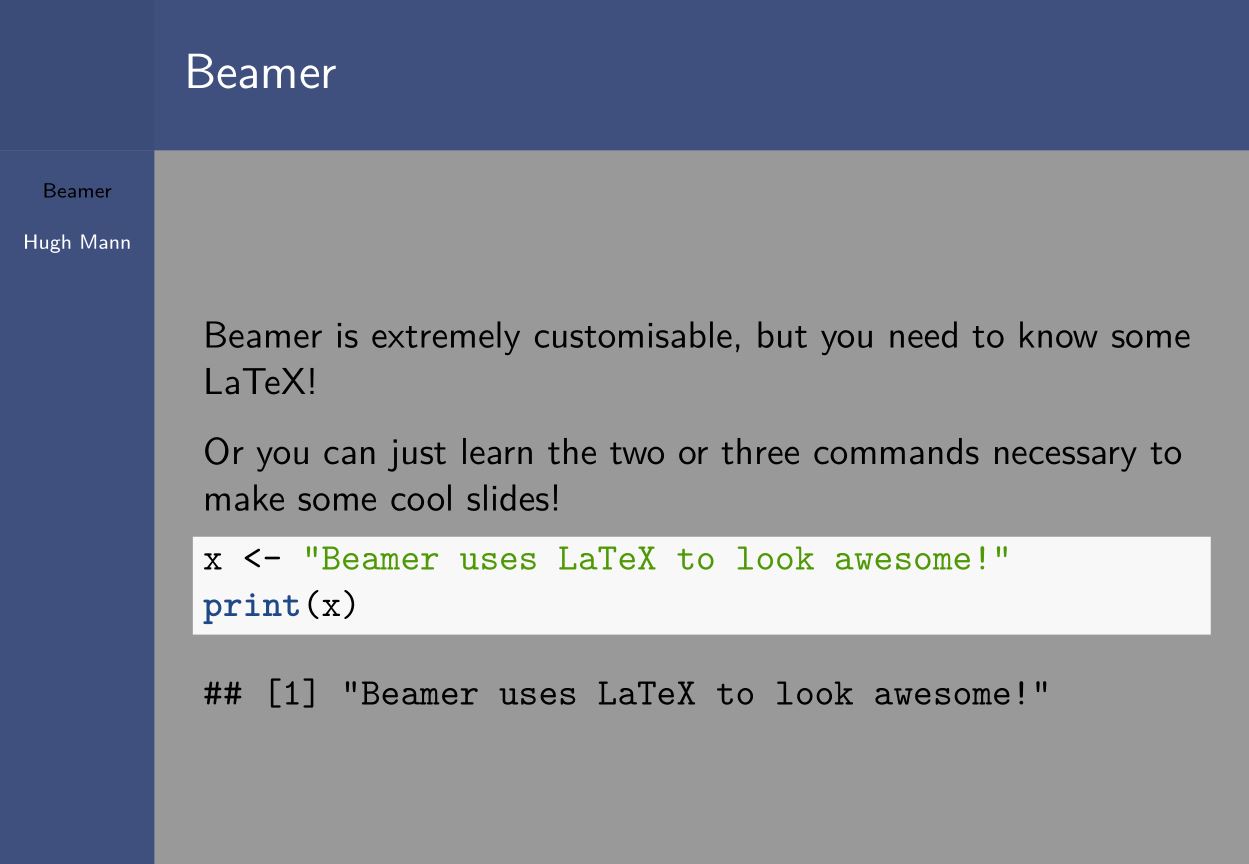 Beamer
Beamer
Hugh Mann
Beamer is extremely customisable, but you need to know some
LaTeX!
Or you can just learn the two or three commands necessary to
make some cool slides!
x <- "Beamer uses LaTeX to look awesome!"
print(x)
## [1] "Beamer uses LaTeX to look awesome!"